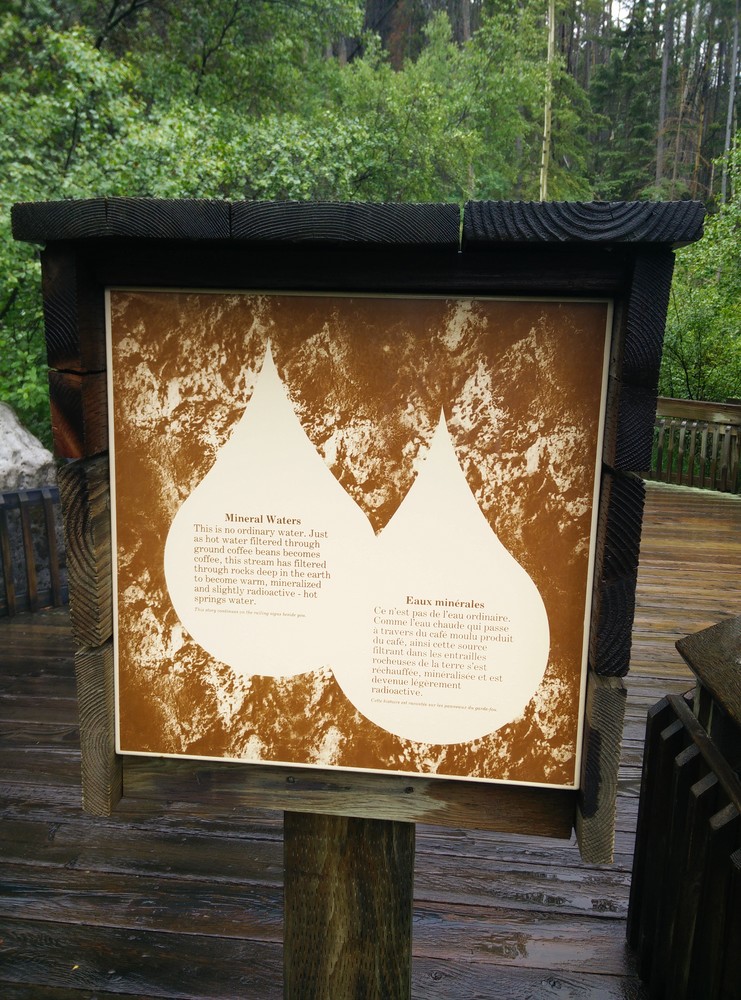 Mineral Waters
This is no ordinary water. Just
as hot water filtered through
ground coffee beans becomes
coffee, this stream has filtered
through rocks deep in the earth
to become warm, mineralized
and slightly radioactive - hot
springs water.
This story continues on the railing signs beside you.
Eaux minérales
Ce n'est pas de l'eau ordinaire.
Comme l'eau chaude qui passe
à travers du café moulu produit
du café, ainsi cette source
filtrant dans les entrailles
rocheuses de la terre s'est
réchauffée, minéralisée et est
devenue légèrement
radioactive.
est racontée sur les panneaux du garde-fou.